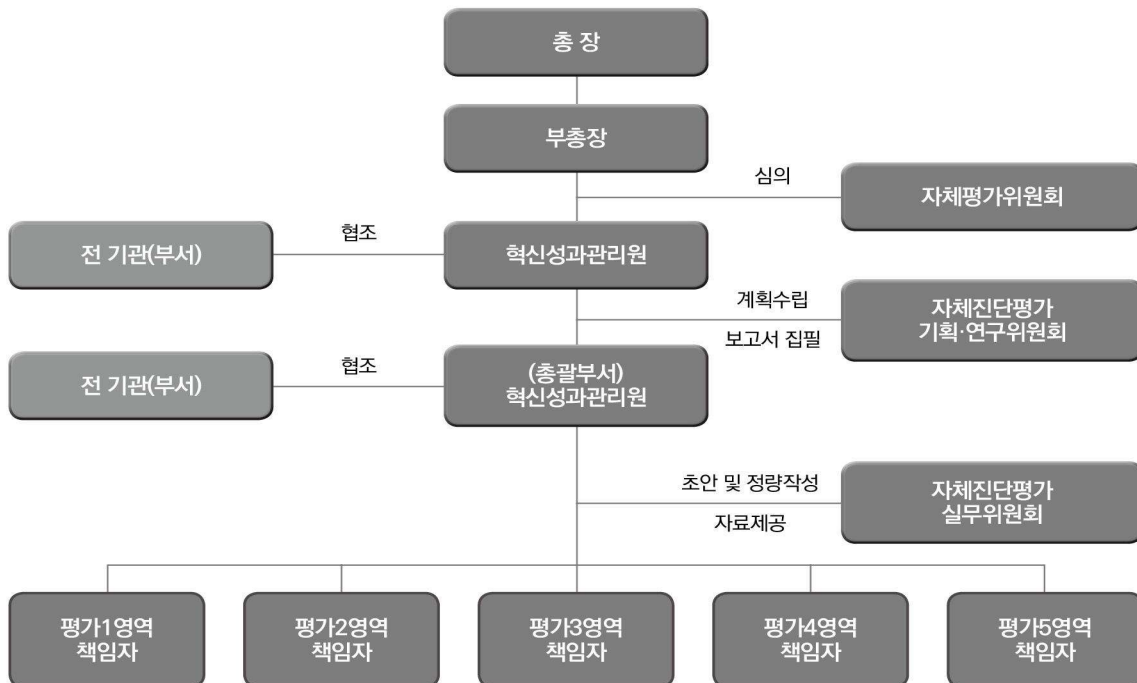 총 장
부총장
심의
자체평가위원회
전 기관(부서)
협조
혁신성과관리원
계획수립
보고서 집필
자체진단평가
기획·연구위원회
전 기관(부서)
협조
(총괄부서)
혁신성과관리원
초안 및 정량작성
자료제공
자체진단평가
실무위원회
평가1영역
책임자
평가2영역
책임자
평가3영역
책임자
평가4영역
책임자
평가5영역
책임자